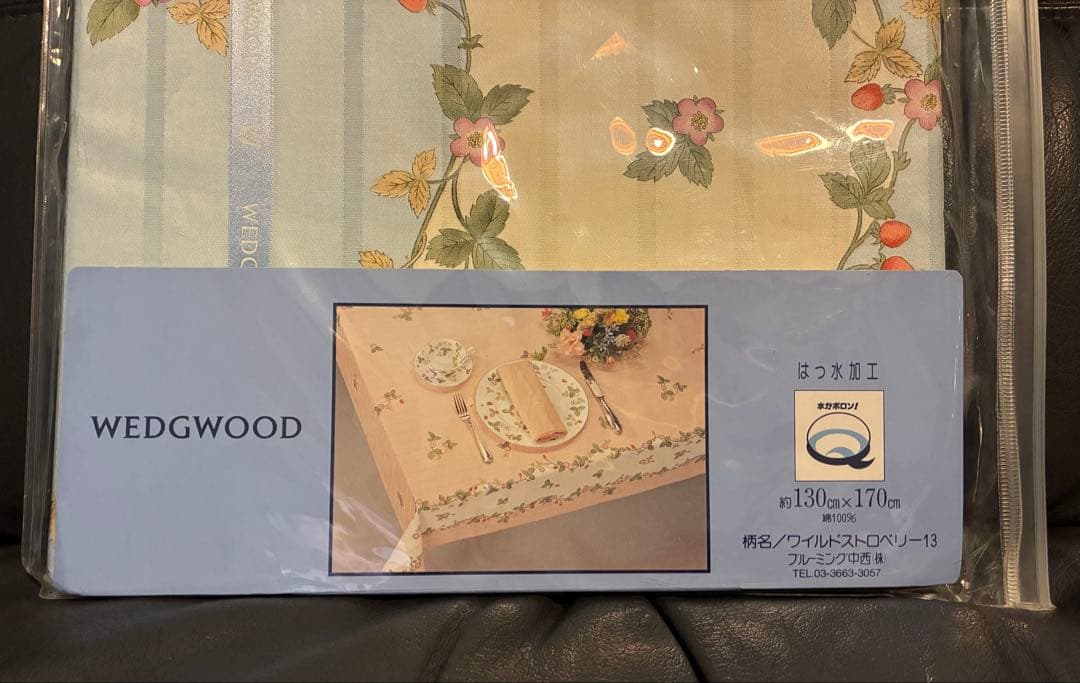 WEDGWOOD
はっ水加工
水がポロン!
約130cm×170cm
綿100%
柄名/ワイルドストロベリー13
ブルーミング中西(株)
TEL.03-3663-3057